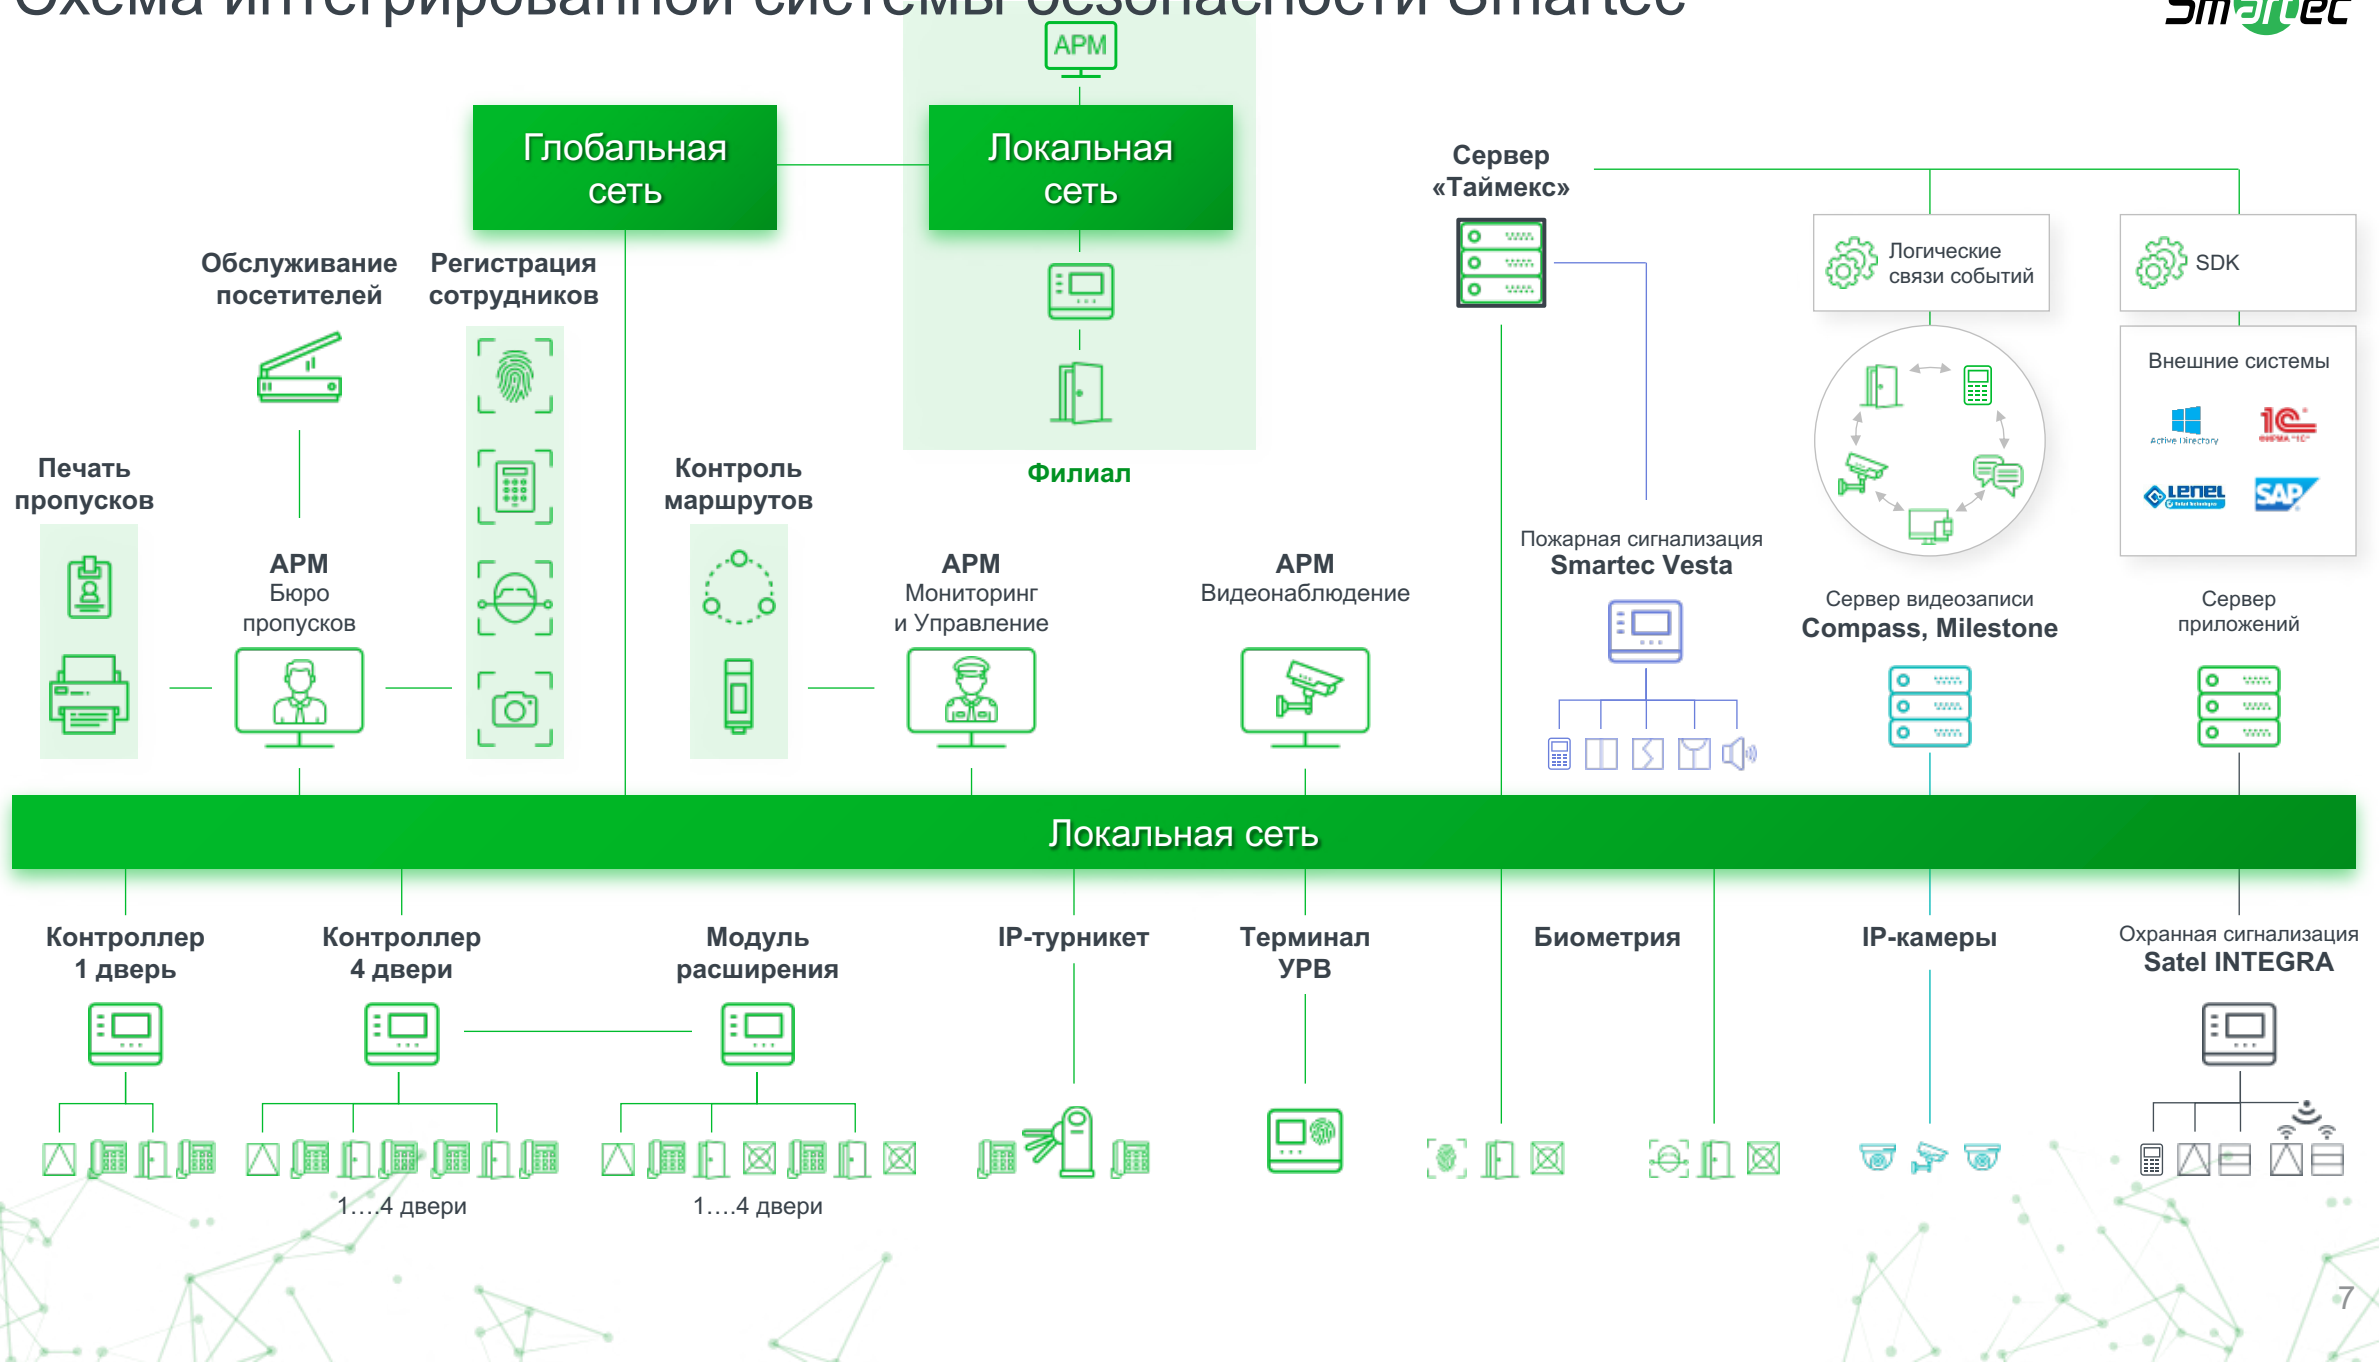 Схема интегрированной системы безопасности Smartec
Smartec
АРМ
Глобальная
сеть
Локальная
сеть
Филиал
Сервер
«Таймекс»
Логические
связи событий
SDK
Внешние системы
Active Directory
1С
ФИРМА "1С"
LENEL
SAP
Обслуживание
посетителей
Регистрация
сотрудников
Печать
пропусков
АРМ
Бюро
пропусков
Контроль
маршрутов
АРМ
Мониторинг
и Управление
АРМ
Видеонаблюдение
Пожарная сигнализация
Smartec Vesta
Сервер видеозаписи
Compass, Milestone
Сервер
приложений
Локальная сеть
Контроллер
1 дверь
Контроллер
4 двери
Модуль
расширения
IP-турникет
Терминал
УРВ
Биометрия
IP-камеры
Охранная сигнализация
Satel INTEGRA
1….4 двери
1….4 двери
7